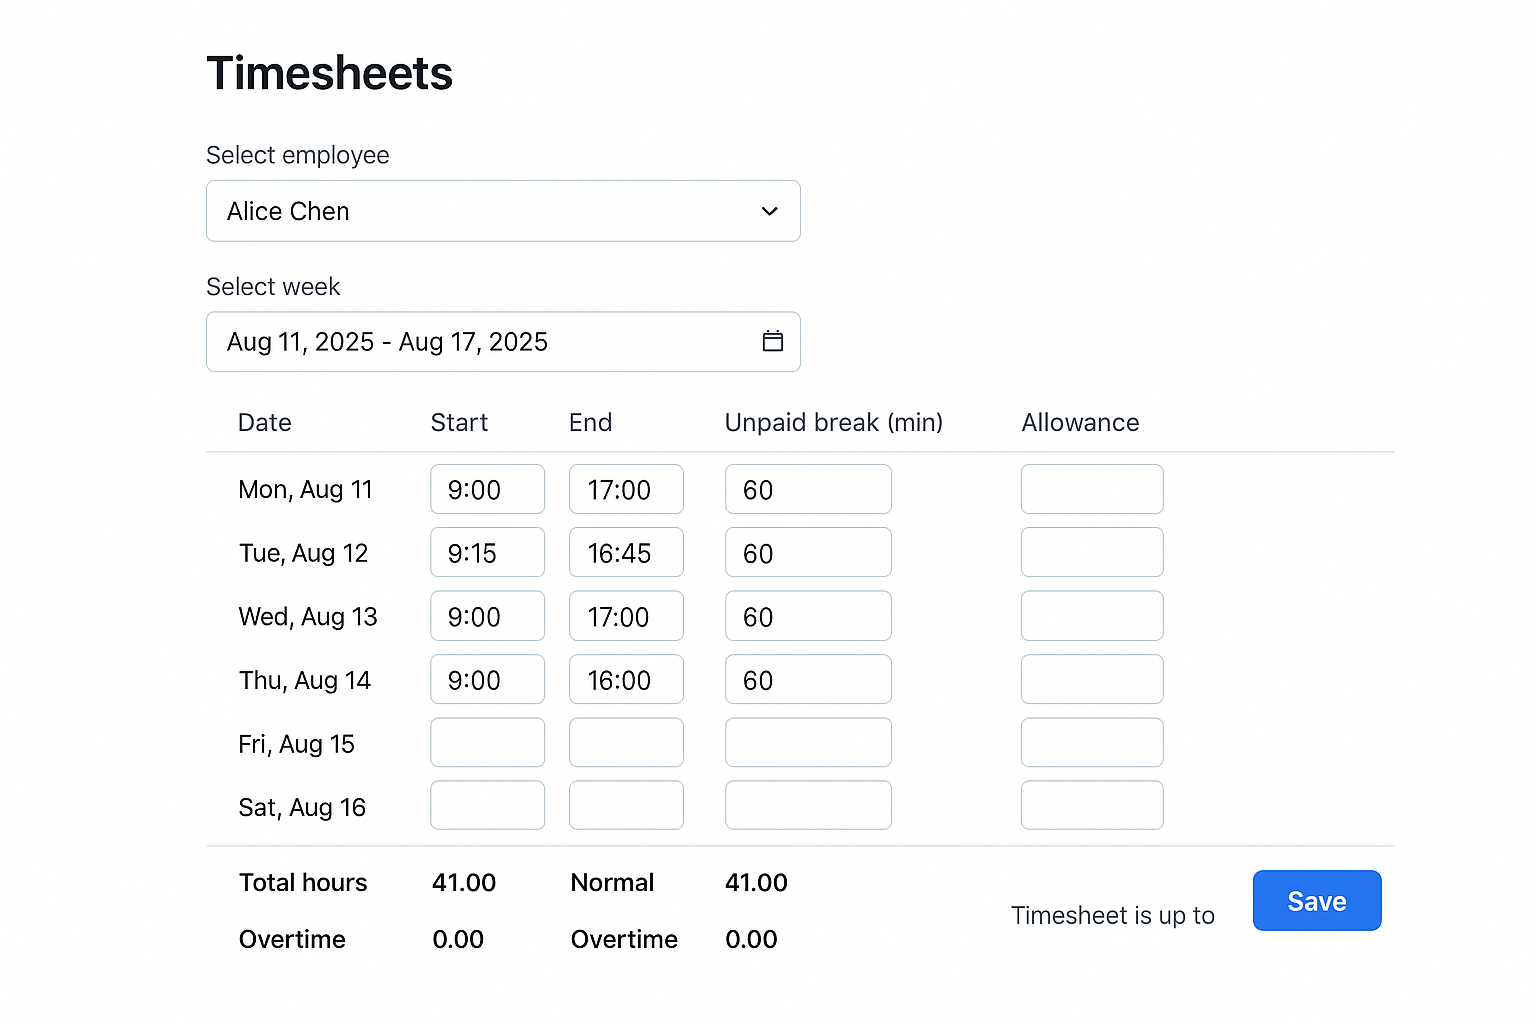 Timesheets
Select employee
Alice Chen
Select week
Aug 11, 2025 - Aug 17, 2025
Date Start End Unpaid break (min) Allowance
Mon, Aug 11 9:00 17:00 60
Tue, Aug 12 9:15 16:45 60
Wed, Aug 13 9:00 17:00 60
Thu, Aug 14 9:00 16:00 60
Fri, Aug 15
Sat, Aug 16
Total hours 41.00 Normal 41.00
Timesheet is up to Save
Overtime 0.00 Overtime 0.00